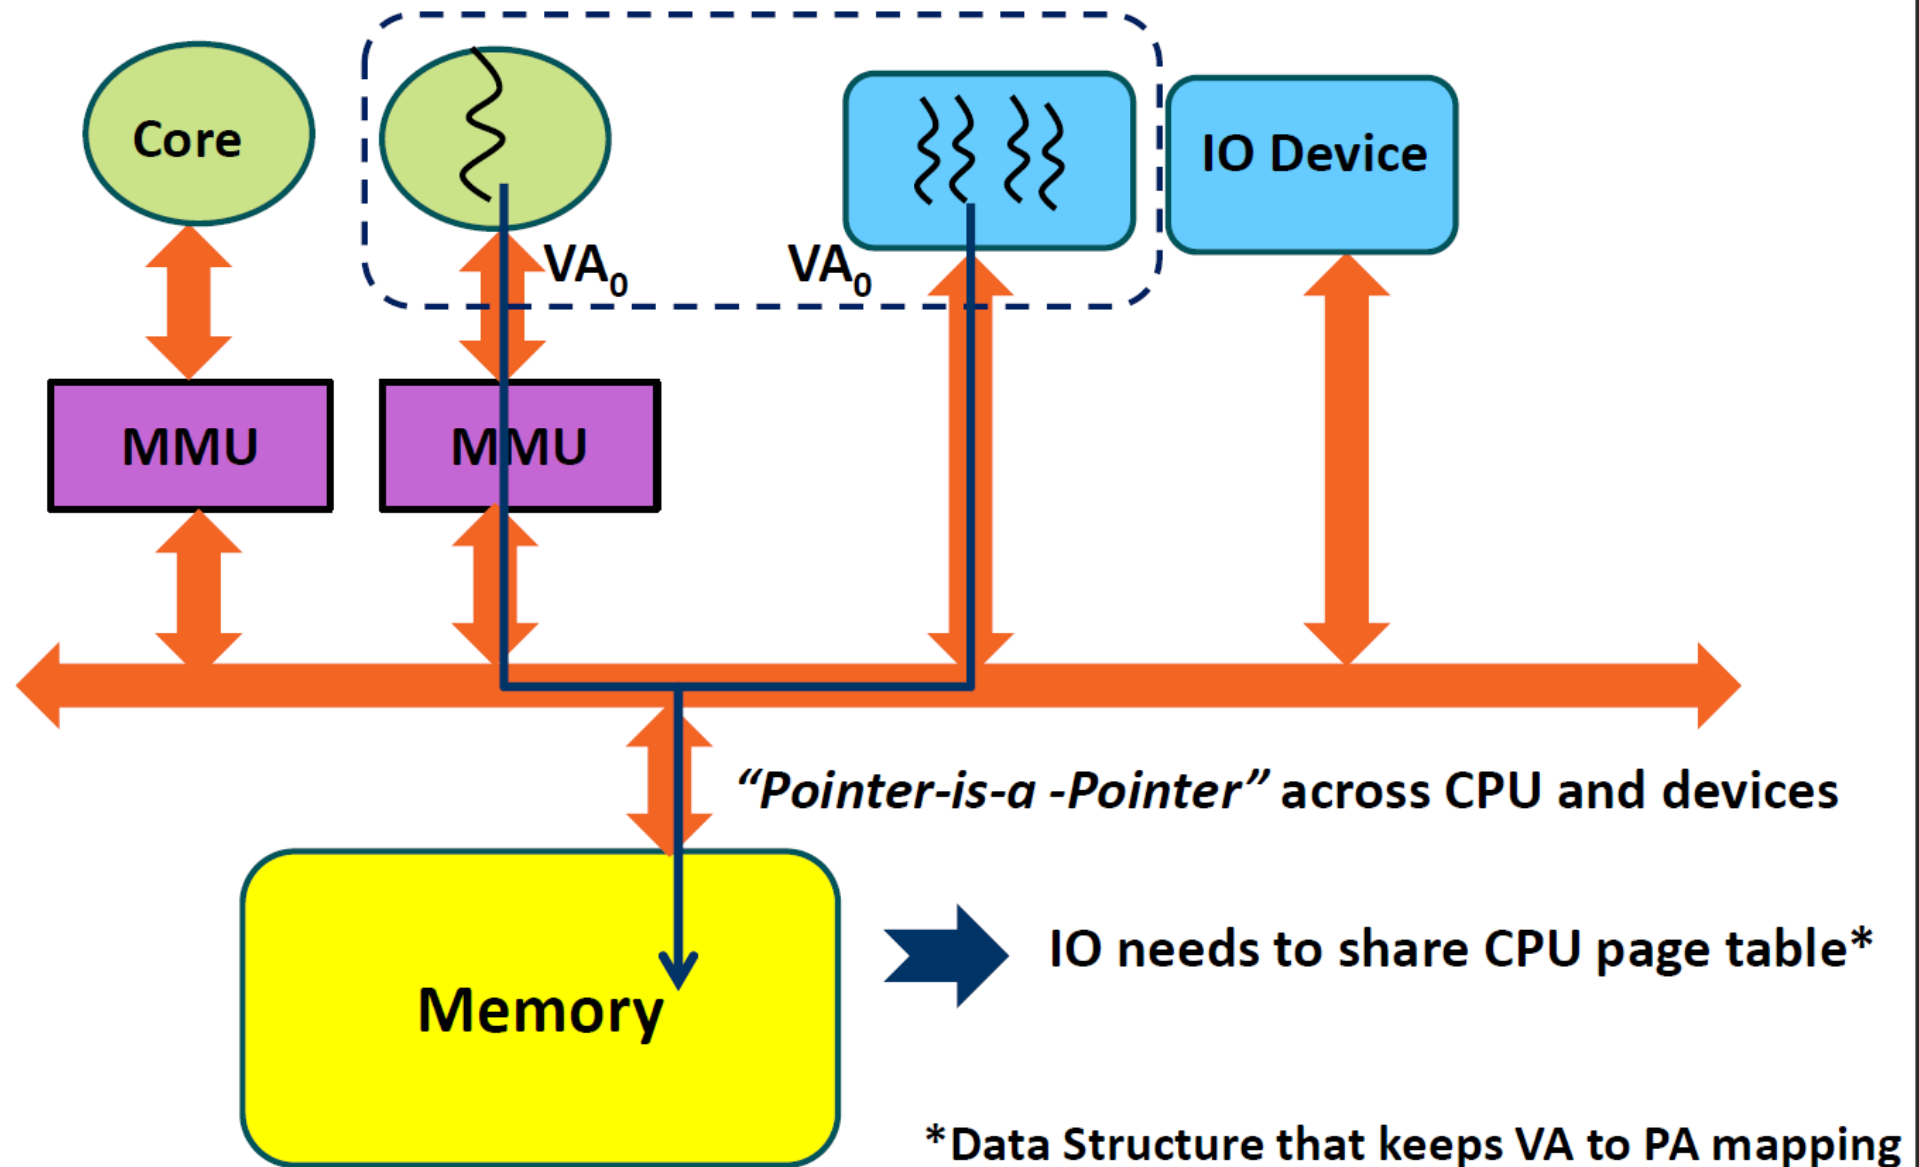 Core
IO Device
VA₀
VA₀
MMU
MMU
“Pointer-is-a -Pointer” across CPU and devices
IO needs to share CPU page table*
Memory
*Data Structure that keeps VA to PA mapping